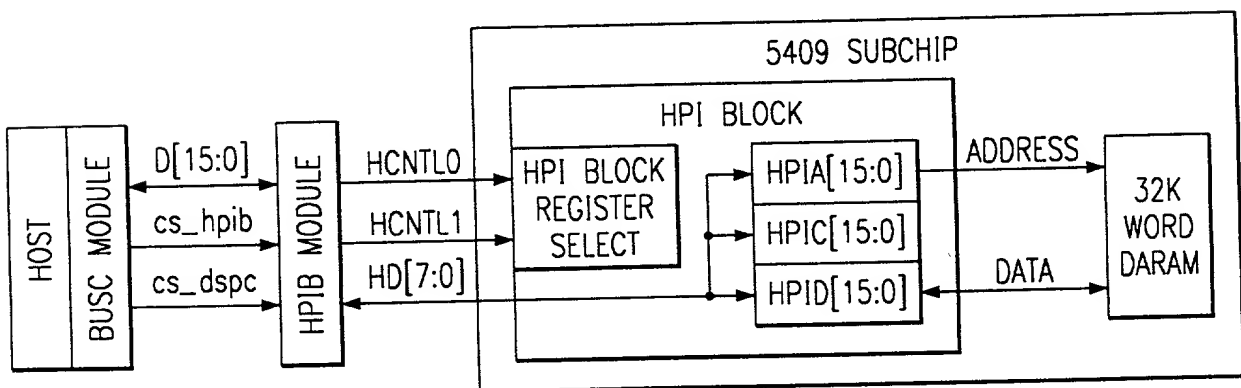 5409 SUBCHIP
HPI BLOCK
HOST
BUSC MODULE
D[15:0]
cs_hpib
cs_dspc
HPIB MODULE
HCNTL0
HCNTL1
HD[7:0]
HPI BLOCK
REGISTER
SELECT
HPIA[15:0]
HPIC[15:0]
HPID[15:0]
ADDRESS
DATA
32K
WORD
DARAM